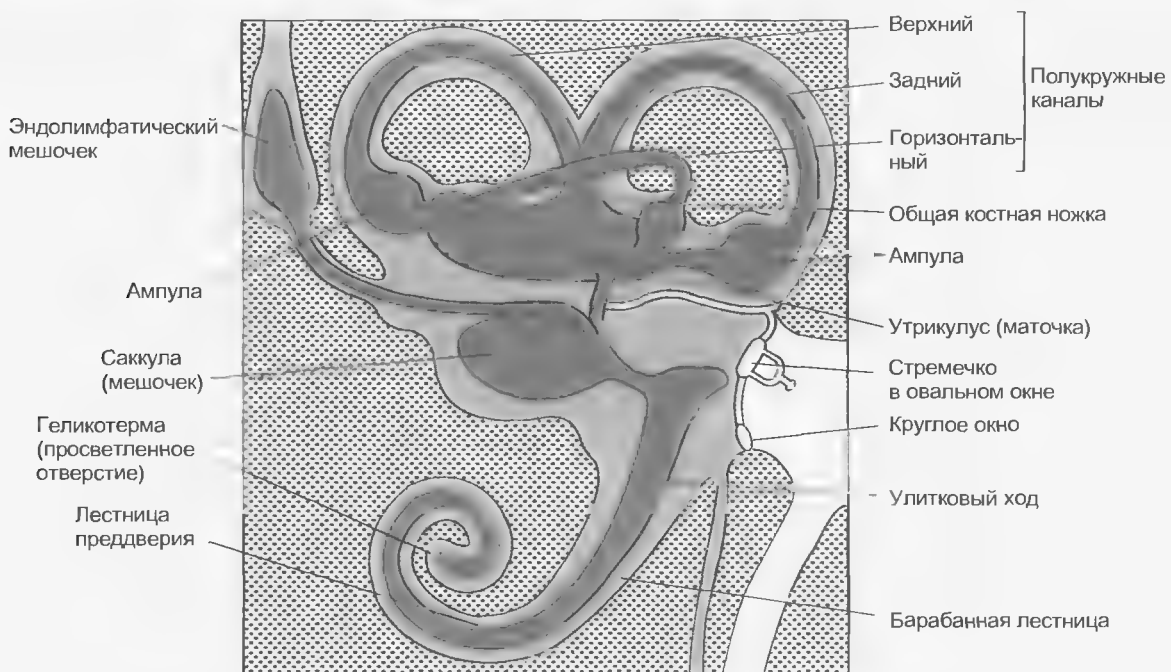 Эндолимфатический
мешочек
Ампула
Саккула
(мешочек)
Геликотерма
(просветленное
отверстие)
Лестница
преддверия
Верхний
Задний
Горизонталь-
ный
Полукружные
каналы
Общая костная ножка
Ампула
Утрикулус (маточка)
Стремечко
в овальном окне
Круглое окно
Улитковый ход
Барабанная лестница